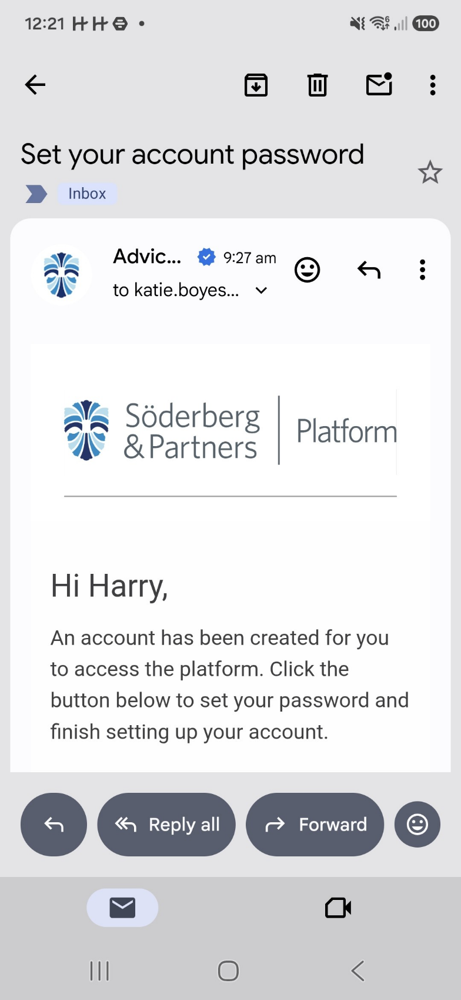 12:21
6
100
Set your account password
Inbox
Advic... 9:27 am
to katie.boyes...
Söderberg
& Partners
Platform
Hi Harry,
An account has been created for you
to access the platform. Click the
button below to set your password and
finish setting up your account.
Reply all
Forward